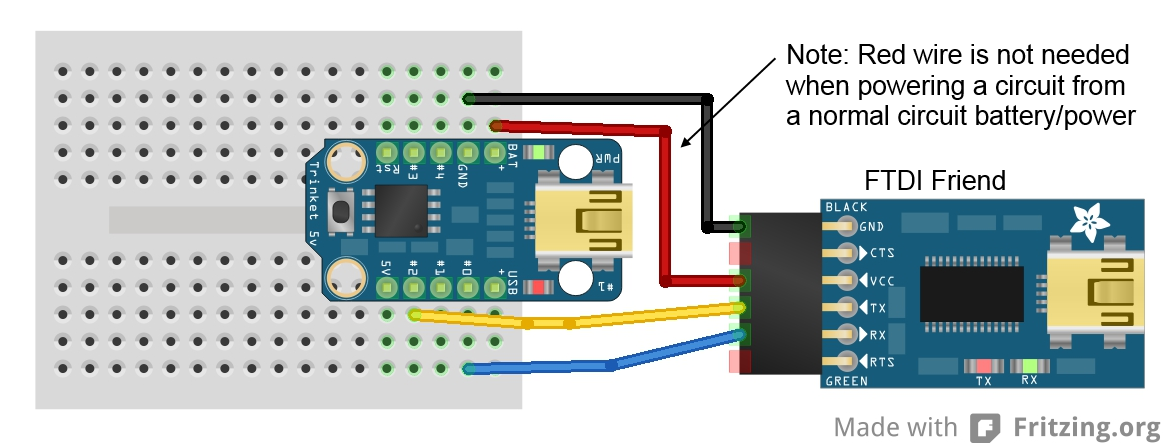 Note: Red wire is not needed
when powering a circuit from
a normal circuit battery/power
FTDI Friend
Trinket 5v
Rst
#3
#4
GND
+
BAT
PWR
5V
#2
#1
#0
+
USB
#1
BLACK
GND
CTS
VCC
TX
RX
RTS
GREEN
TX
RX
Made with Fritzing.org